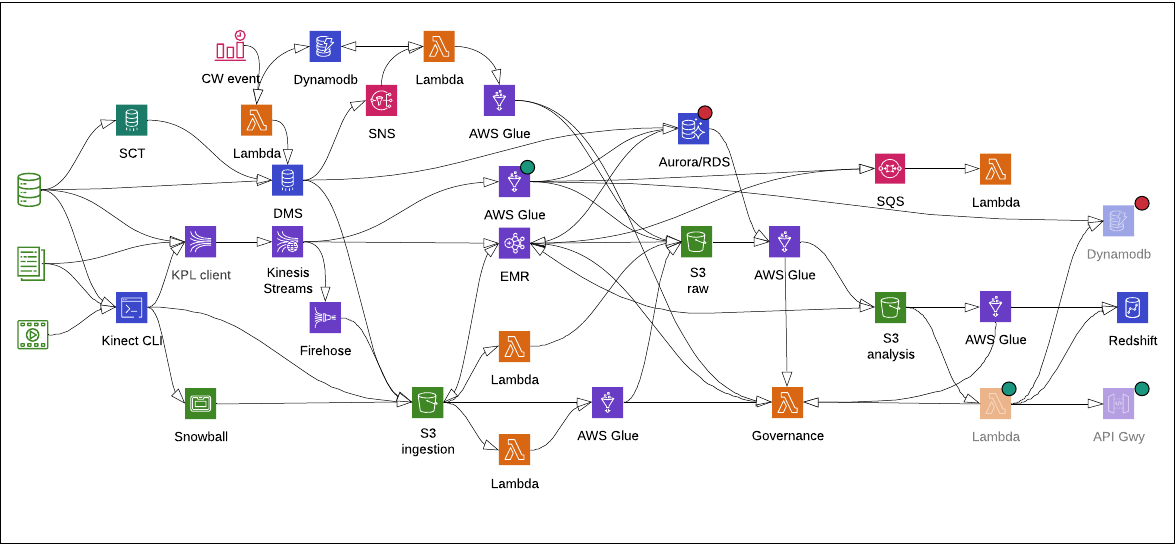 CW event
Dynamodb
Lambda
SNS
AWS Glue
SCT
Lambda
Aurora/RDS
DMS
AWS Glue
SQS
Lambda
Dynamodb
KPL client
Kinesis
Streams
EMR
S3
raw
AWS Glue
Kinect CLI
Firehose
Lambda
S3
analysis
AWS Glue
Redshift
Snowball
S3
ingestion
AWS Glue
Governance
Lambda
API Gwy
Lambda